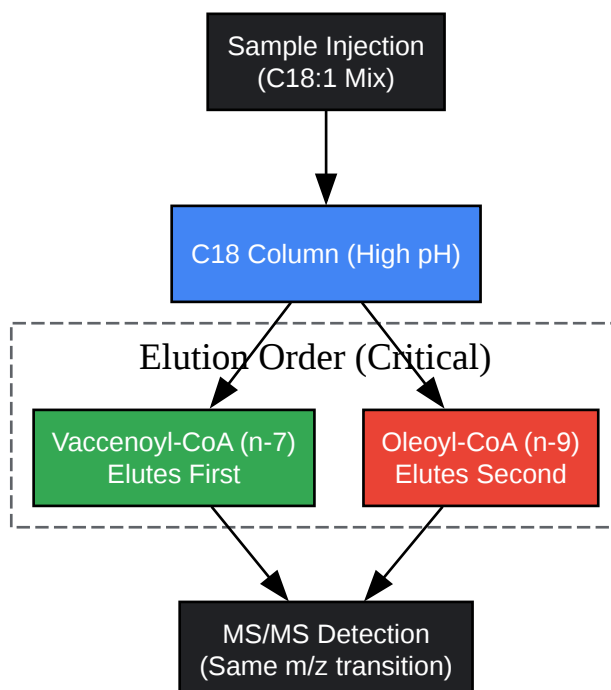 Sample Injection
(C18:1 Mix)
C18 Column (High pH)
Elution Order (Critical)
Vaccenoyl-CoA (n-7)
Elutes First
Oleoyl-CoA (n-9)
Elutes Second
MS/MS Detection
(Same m/z transition)